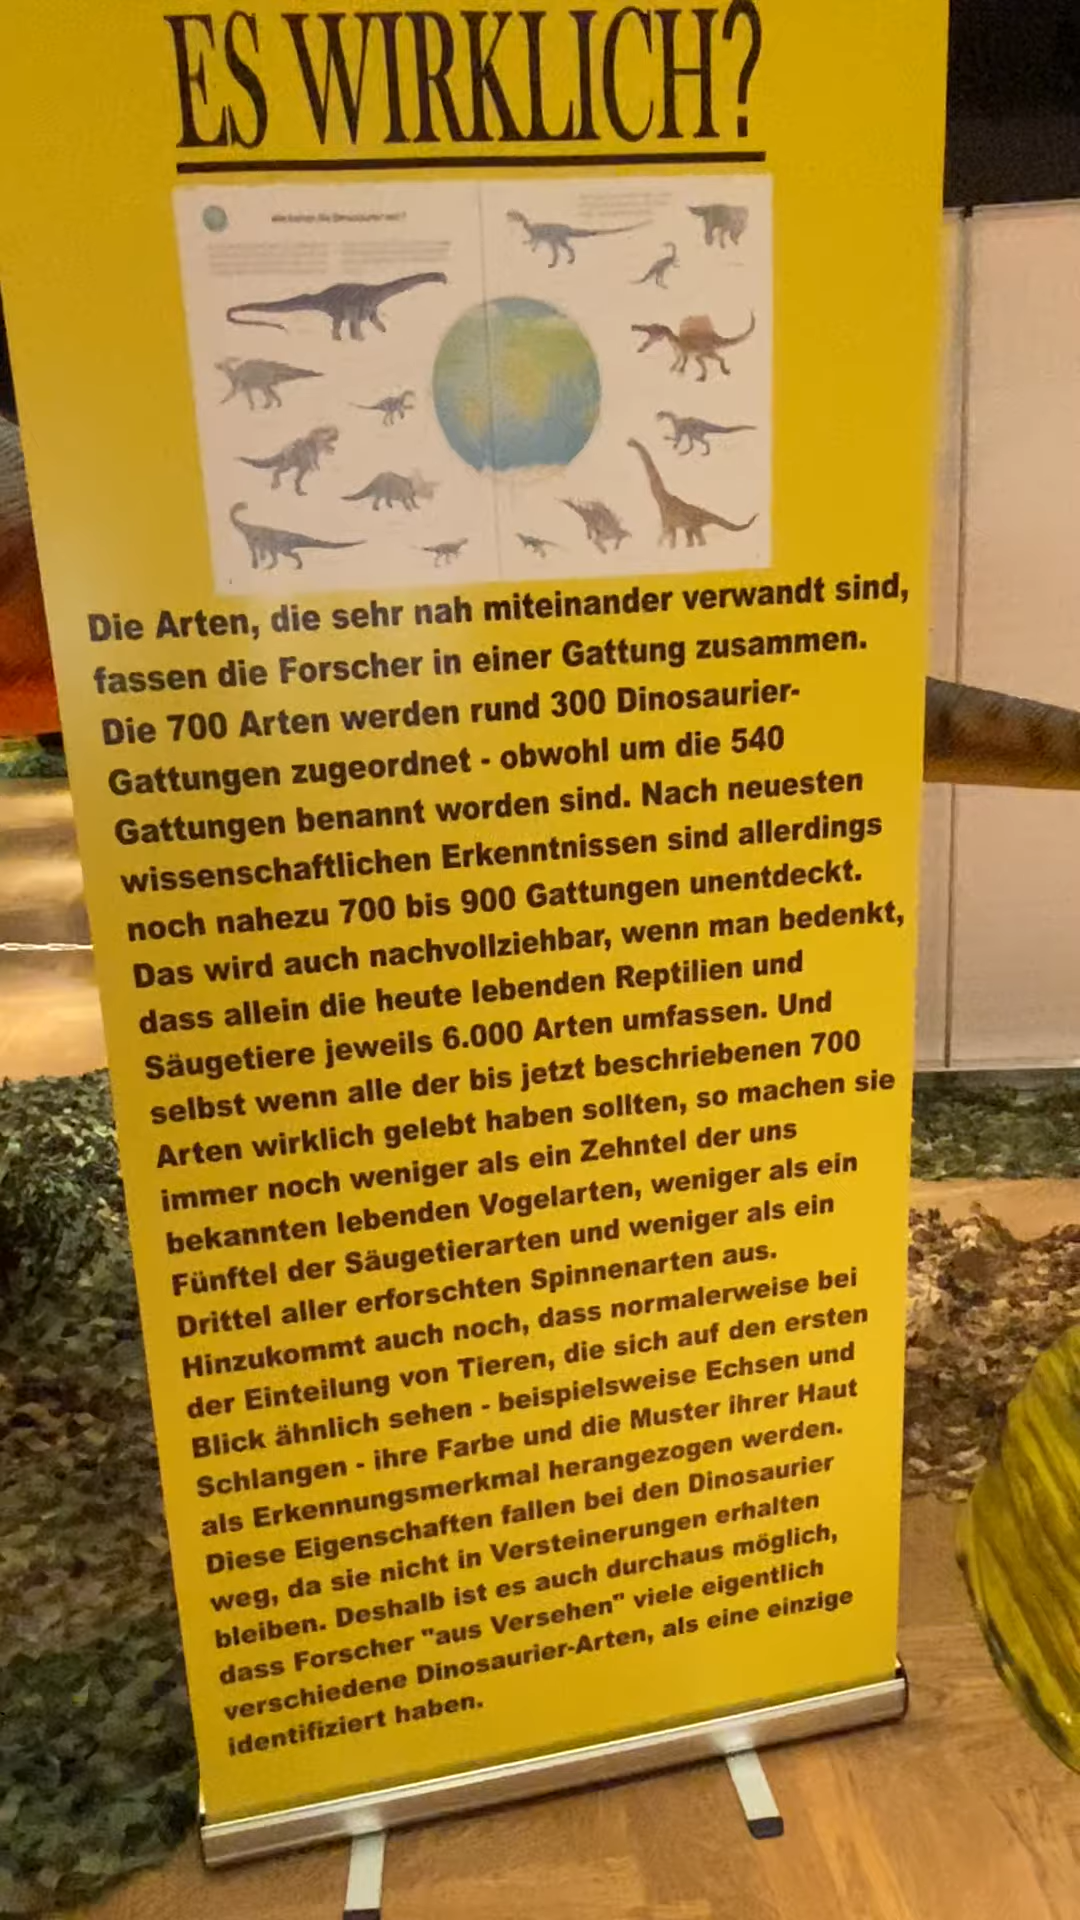 ES WIRKLICH?
Die Arten, die sehr nah miteinander verwandt sind,
fassen die Forscher in einer Gattung zusammen.
Die 700 Arten werden rund 300 Dinosaurier-
Gattungen zugeordnet - obwohl um die 540
Gattungen benannt worden sind. Nach neuesten
wissenschaftlichen Erkenntnissen sind allerdings
noch nahezu 700 bis 900 Gattungen unentdeckt.
Das wird auch nachvollziehbar, wenn man bedenkt,
dass allein die heute lebenden Reptilien und
Säugetiere jeweils 6.000 Arten umfassen. Und
selbst wenn alle der bis jetzt beschriebenen 700
Arten wirklich gelebt haben sollten, so machen sie
immer noch weniger als ein Zehntel der uns
bekannten lebenden Vogelarten, weniger als ein
Fünftel der Säugetierarten und weniger als ein
Drittel aller erforschten Spinnenarten aus.
Hinzukommt auch noch, dass normalerweise bei
der Einteilung von Tieren, die sich auf den ersten
Blick ähnlich sehen - beispielsweise Echsen und
Schlangen - ihre Farbe und die Muster ihrer Haut
als Erkennungsmerkmal herangezogen werden.
Diese Eigenschaften fallen bei den Dinosaurier
weg, da sie nicht in Versteinerungen erhalten
bleiben. Deshalb ist es auch durchaus möglich,
dass Forscher "aus Versehen" viele eigentlich
verschiedene Dinosaurier-Arten, als eine einzige
identifiziert haben.